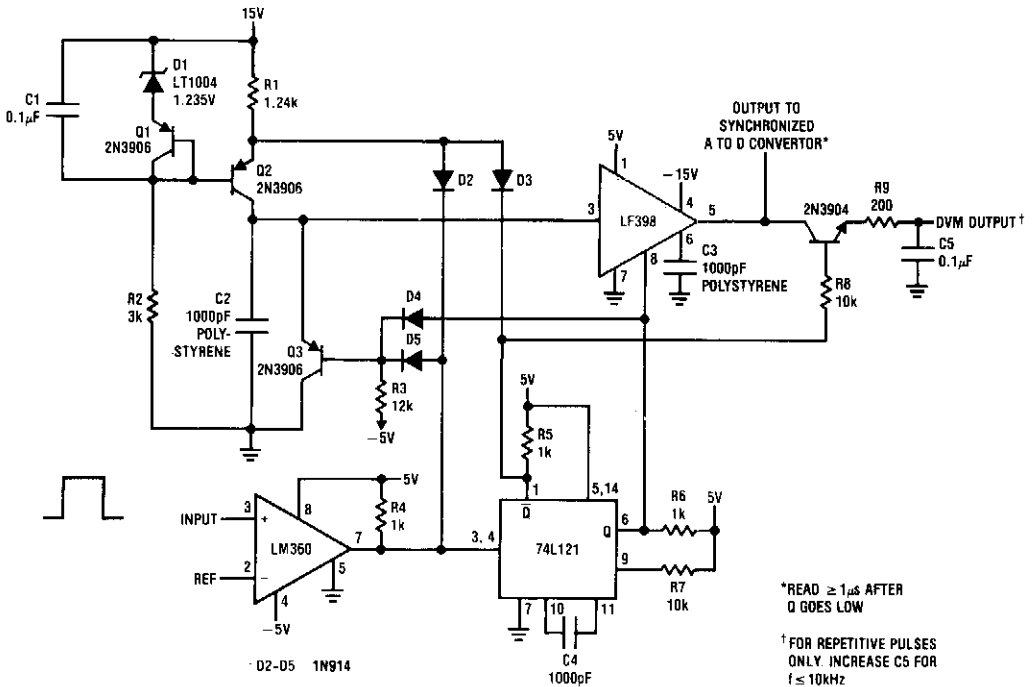 15V
D1
LT1004
1.235V
R1
1.24k
C1
0.1µF
Q1
2N3906
Q2
2N3906
D2
D3
5V
1
OUTPUT TO
SYNCHRONIZED
A TO D CONVERTOR*
-15V
4
3
LF398
5
6
8
7
C3
1000pF
POLYSTYRENE
2N3904
R9
200
DVM OUTPUT†
C5
0.1µF
R8
10k
R2
3k
C2
1000pF
POLY-
STYRENE
Q3
2N3906
D4
D5
R3
12k
-5V
5V
R5
1k
1
5,14
Q̅
INPUT
3
+
8
5V
R4
1k
LM360
7
REF
2
−
5
4
-5V
3, 4
74L121
Q
6
R6
1k
5V
9
R7
10k
7
10
11
C4
1000pF
D2-D5 1N914
*READ ≥ 1µs AFTER
Q GOES LOW
†FOR REPETITIVE PULSES
ONLY. INCREASE C5 FOR
f ≤ 10kHz